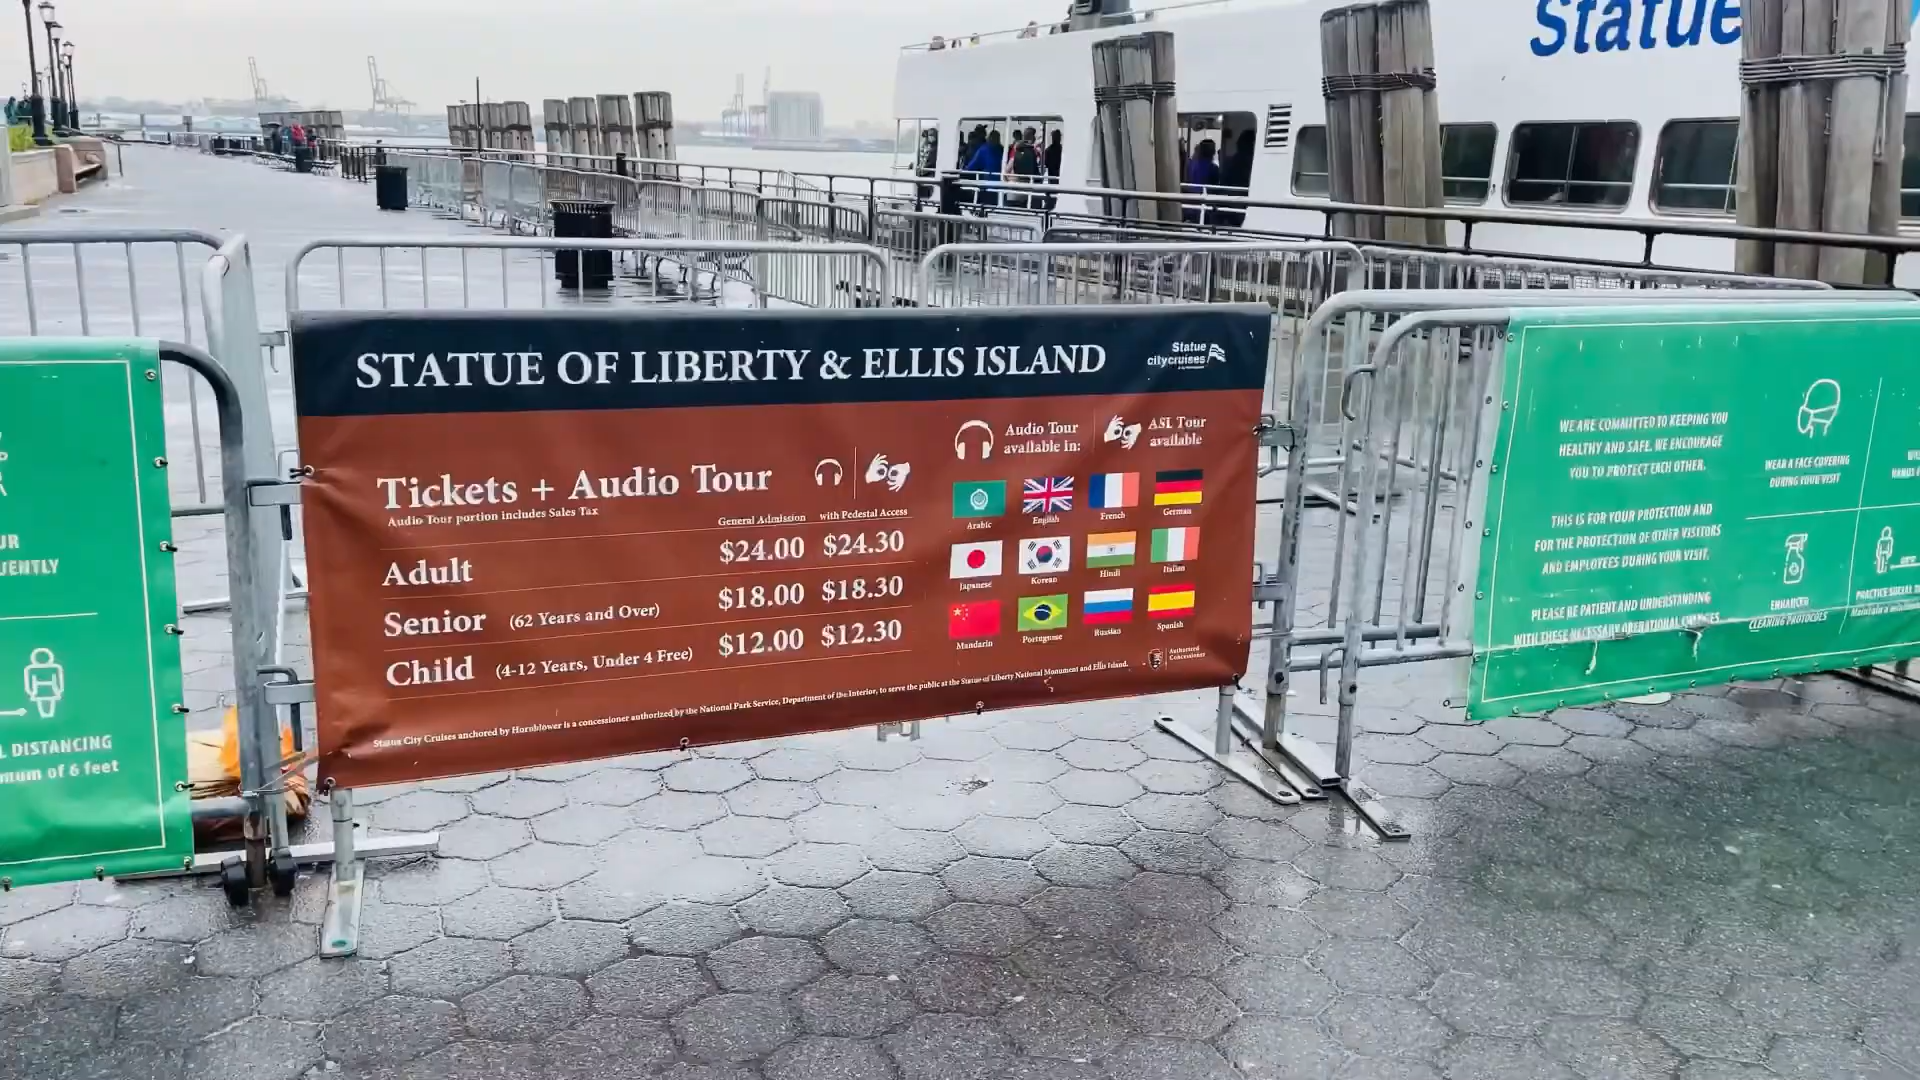 Statue
STATUE OF LIBERTY & ELLIS ISLAND
Statue
citycruises
Tickets + Audio Tour
Audio Tour portion includes Sales Tax
General Admission
with Pedestal Access
Adult
$24.00 $24.30
Senior (62 Years and Over)
$18.00 $18.30
Child (4-12 Years, Under 4 Free)
$12.00 $12.30
Audio Tour
available in:
ASL Tour
available
Arabic
English
French
German
Japanese
Korean
Hindi
Italian
Mandarin
Portuguese
Russian
Spanish
Authorized
Concessioner
Statue City Cruises anchored by Hornblower is a concessioner authorized by the National Park Service, Department of the Interior, to serve the public at the Statue of Liberty National Monument and Ellis Island.
UR
UENTLY
L DISTANCING
mum of 6 feet
WE ARE COMMITTED TO KEEPING YOU
HEALTHY AND SAFE. WE ENCOURAGE
YOU TO PROTECT EACH OTHER.
THIS IS FOR YOUR PROTECTION AND
FOR THE PROTECTION OF OTHER VISITORS
AND EMPLOYEES DURING YOUR VISIT.
PLEASE BE PATIENT AND UNDERSTANDING
WITH THESE NECESSARY OPERATIONAL CHANGES.
WEAR A FACE COVERING
DURING YOUR VISIT
ENHANCED
CLEANING PROTOCOLS
PRACTICE SOCIAL